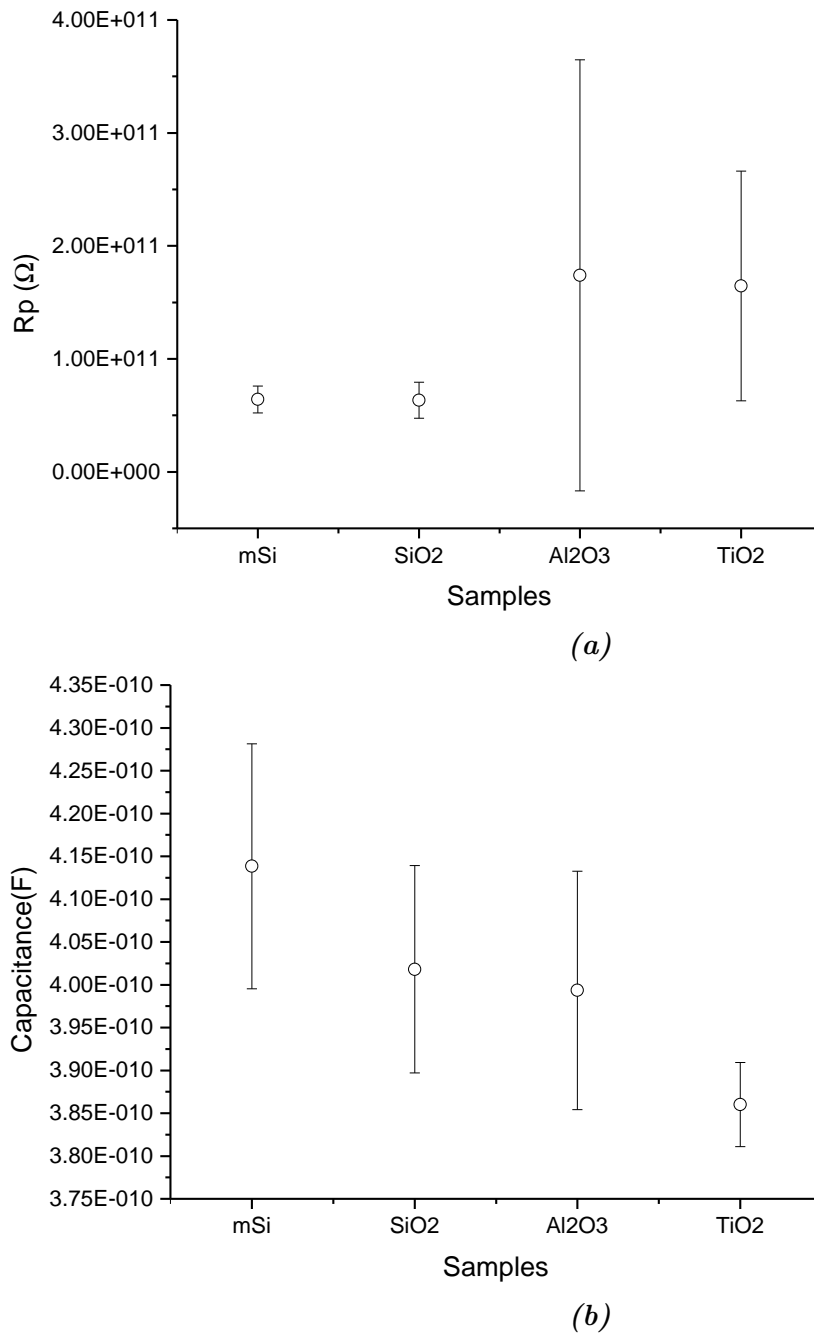 4.00E+011
3.00E+011
2.00E+011
1.00E+011
0.00E+000
Rp (Ω)
mSi SiO2 Al2O3 TiO2
Samples
(a)
4.35E-010
4.30E-010
4.25E-010
4.20E-010
4.15E-010
4.10E-010
4.05E-010
4.00E-010
3.95E-010
3.90E-010
3.85E-010
3.80E-010
3.75E-010
Capacitance(F)
mSi SiO2 Al2O3 TiO2
Samples
(b)